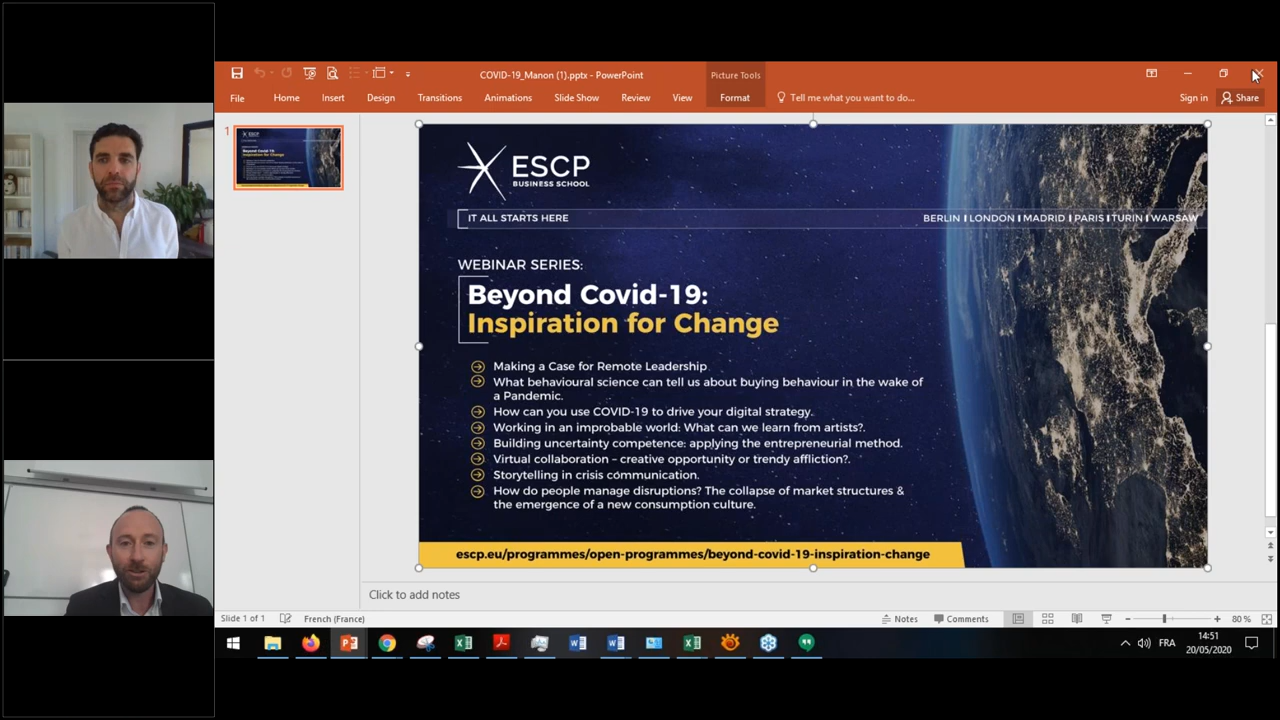 COVID-19_Manon (1).pptx - PowerPoint
Picture Tools
File
Home
Insert
Design
Transitions
Animations
Slide Show
Review
View
Format
Tell me what you want to do...
Sign in
Share
1
ESCP
BUSINESS SCHOOL
IT ALL STARTS HERE
BERLIN I LONDON I MADRID I PARIS I TURIN I WARSAW
WEBINAR SERIES:
Beyond Covid-19:
Inspiration for Change
Making a Case for Remote Leadership
What behavioural science can tell us about buying behaviour in the wake of
a Pandemic.
How can you use COVID-19 to drive your digital strategy.
Working in an improbable world: What can we learn from artists?.
Building uncertainty competence: applying the entrepreneurial method.
Virtual collaboration – creative opportunity or trendy affliction?.
Storytelling in crisis communication.
How do people manage disruptions? The collapse of market structures &
the emergence of a new consumption culture.
escp.eu/programmes/open-programmes/beyond-covid-19-inspiration-change
Click to add notes
Slide 1 of 1
French (France)
Notes
Comments
80 %
FRA
14:51
20/05/2020